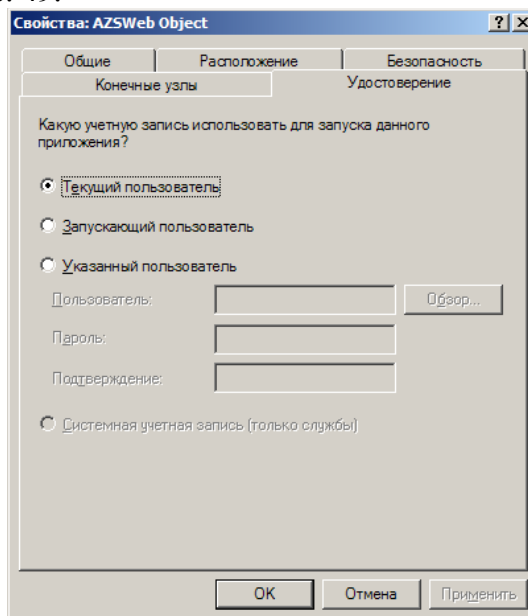 Свойства: AZSWeb Object
Общие Расположение Безопасность
Конечные узлы Удостоверение
Какую учетную запись использовать для запуска данного
приложения?
Текущий пользователь
Запускающий пользователь
Указанный пользователь
Пользователь: Обзор...
Пароль:
Подтверждение:
Системная учетная запись (только службы)
OK Отмена Применить